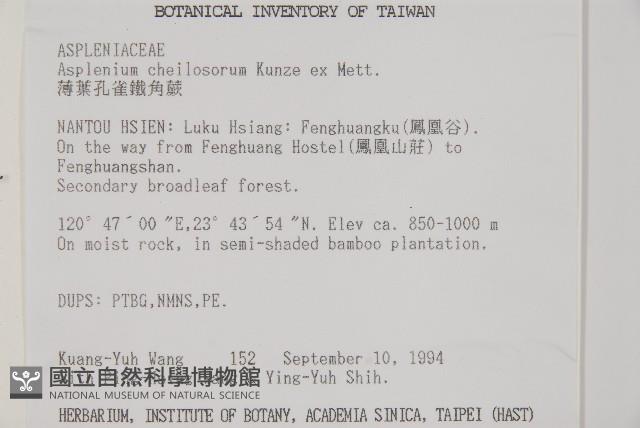 BOTANICAL INVENTORY OF TAIWAN
ASPLENIACEAE
Asplenium cheilosorum Kunze ex Mett.
薄葉孔雀鐵角蕨
NANTOU HSIEN: Luku Hsiang: Fenghuangku(鳳凰谷).
On the way from Fenghuang Hostel(鳳凰山莊) to
Fenghuangshan.
Secondary broadleaf forest.
120° 47´00 "E,23° 43´54 "N. Elev ca. 850-1000 m
On moist rock, in semi-shaded bamboo plantation.
DUPS: PTBG,NMNS,PE.
Kuang-Yuh Wang 152 September 10, 1994
Ying-Yuh Shih.
國立自然科學博物館
NATIONAL MUSEUM OF NATURAL SCIENCE
HERBARIUM, INSTITUTE OF BOTANY, ACADEMIA SINICA, TAIPEI (HAST)